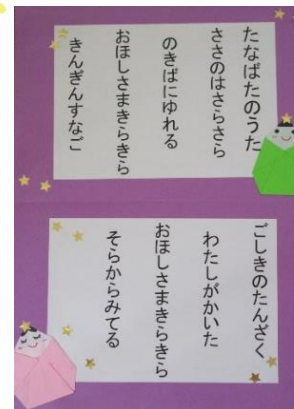 たなばたのうた
ささのはさらさら
のきばにゆれる
おほしさまきらきら
きんぎんすなご
ごしきのたんざく
わたしがかいた
おほしさまきらきら
そらからみてる